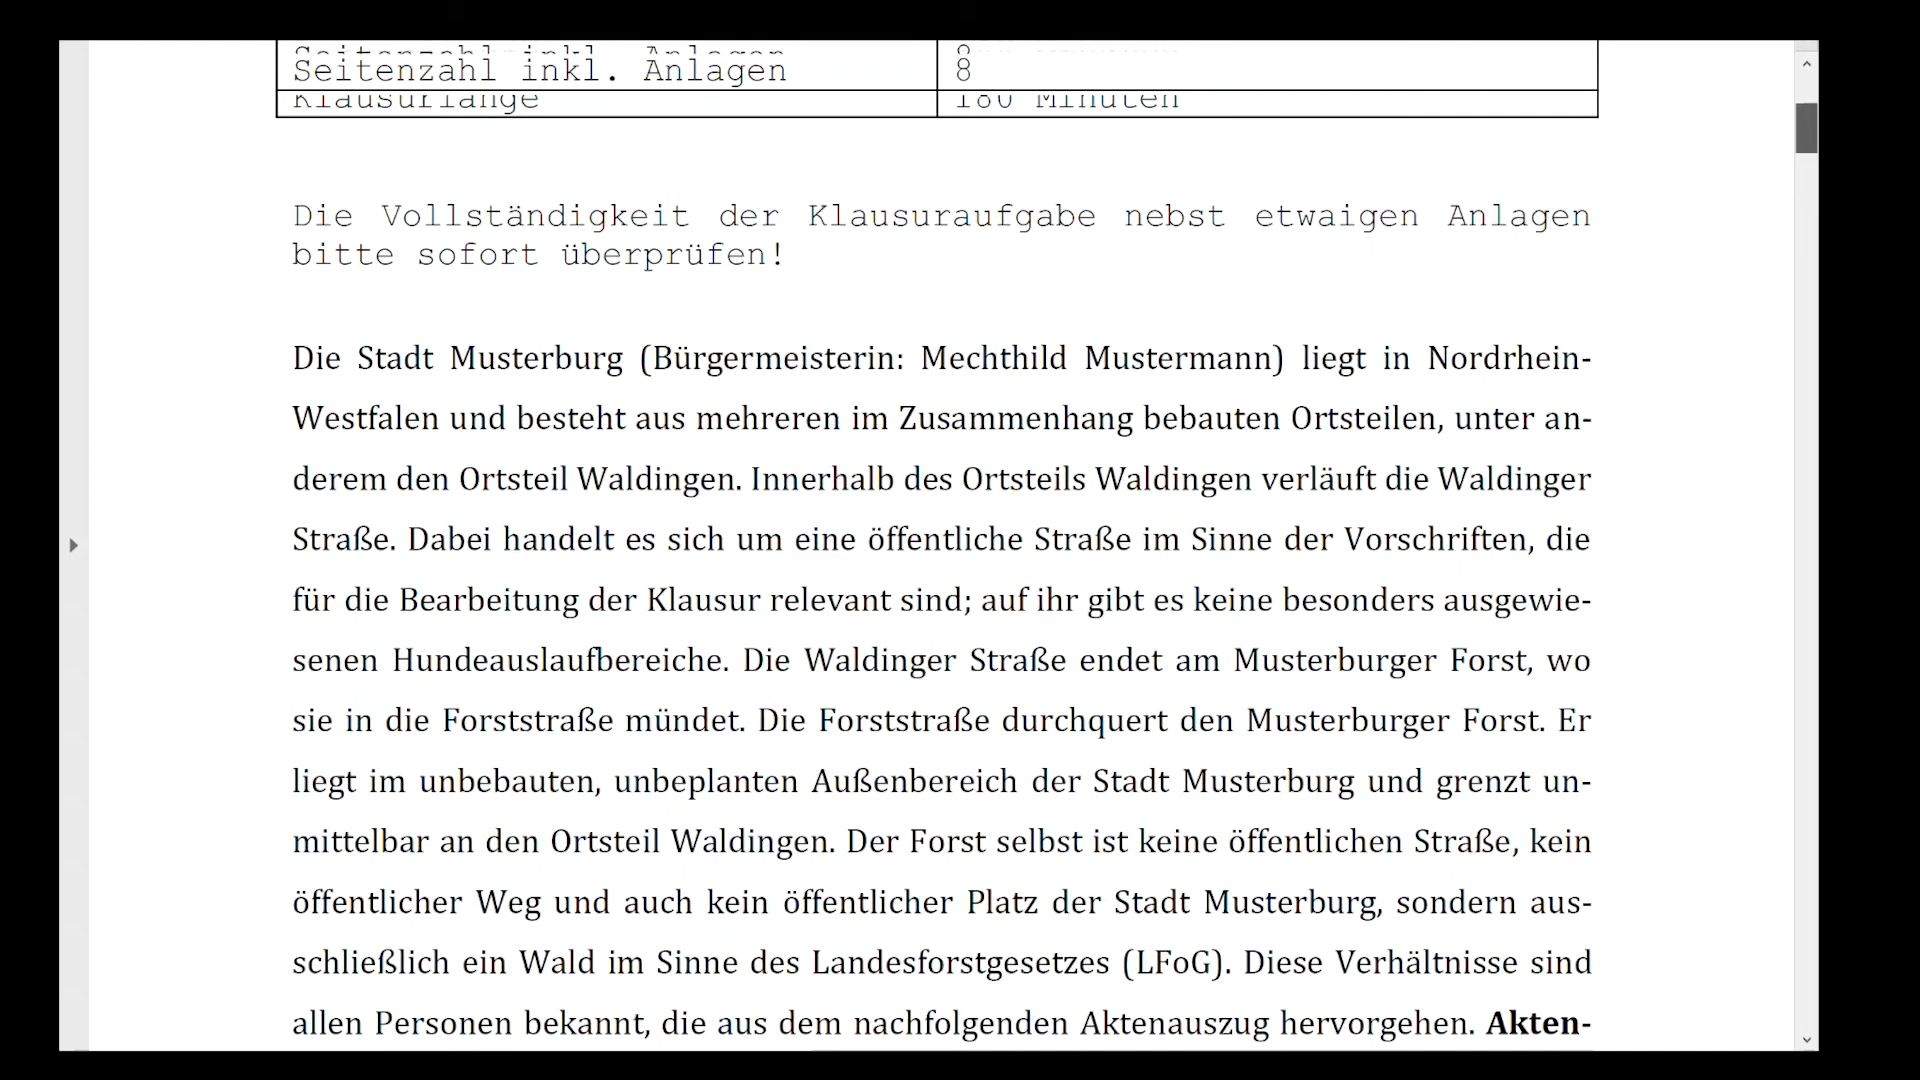 Seitenzahl inkl. Anlagen 8
Klausurlänge 180 Minuten
Die Vollständigkeit der Klausuraufgabe nebst etwaigen Anlagen
bitte sofort überprüfen!
Die Stadt Musterburg (Bürgermeisterin: Mechthild Mustermann) liegt in Nordrhein-
Westfalen und besteht aus mehreren im Zusammenhang bebauten Ortsteilen, unter an-
derem den Ortsteil Waldingen. Innerhalb des Ortsteils Waldingen verläuft die Waldinger
Straße. Dabei handelt es sich um eine öffentliche Straße im Sinne der Vorschriften, die
für die Bearbeitung der Klausur relevant sind; auf ihr gibt es keine besonders ausgewie-
senen Hundeauslaufbereiche. Die Waldinger Straße endet am Musterburger Forst, wo
sie in die Forststraße mündet. Die Forststraße durchquert den Musterburger Forst. Er
liegt im unbebauten, unbeplanten Außenbereich der Stadt Musterburg und grenzt un-
mittelbar an den Ortsteil Waldingen. Der Forst selbst ist keine öffentlichen Straße, kein
öffentlicher Weg und auch kein öffentlicher Platz der Stadt Musterburg, sondern aus-
schließlich ein Wald im Sinne des Landesforstgesetzes (LFoG). Diese Verhältnisse sind
allen Personen bekannt, die aus dem nachfolgenden Aktenauszug hervorgehen. Akten-